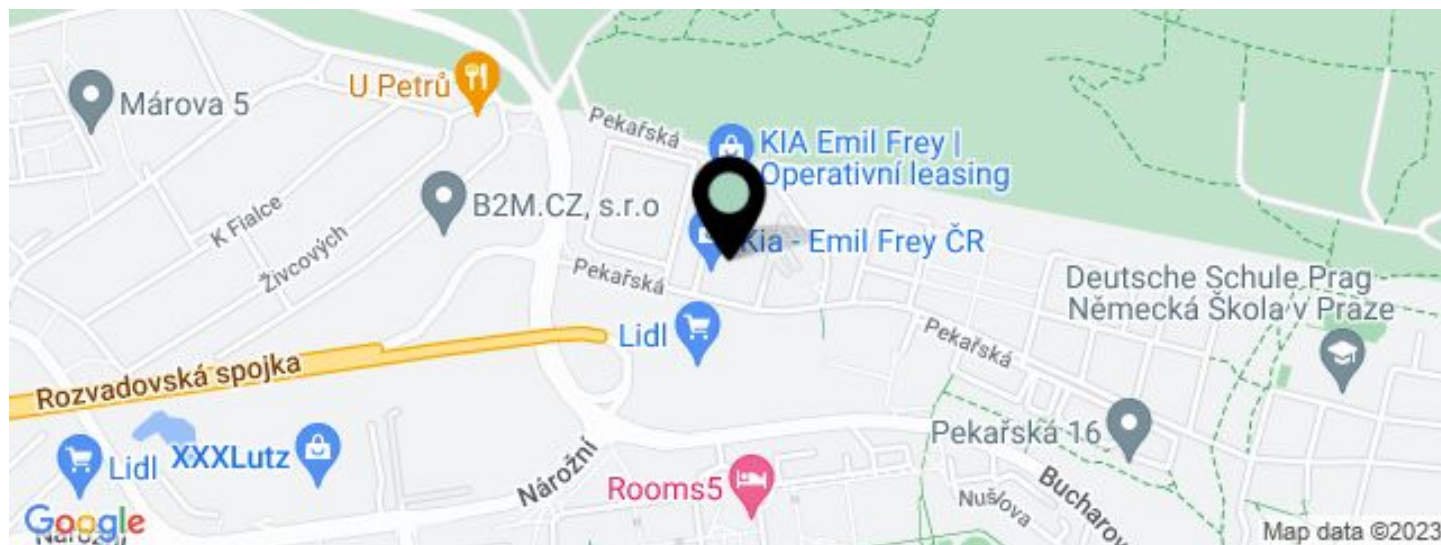 Márova 5
U Petrů
Pekařská
KIA Emil Frey |
Operativní leasing
B2M.CZ, s.r.o
K Fialce
Živcových
Kia - Emil Frey ČR
Pekařská
Deutsche Schule Prag -
Německá Škola v Praze
Lidl
Pekařská
Rozvadovská spojka
Pekařská 16
XXXLutz
Lidl
Nárožní
Rooms5
Bucharov
Nušlova
Google
Nárožní
Map data ©2023